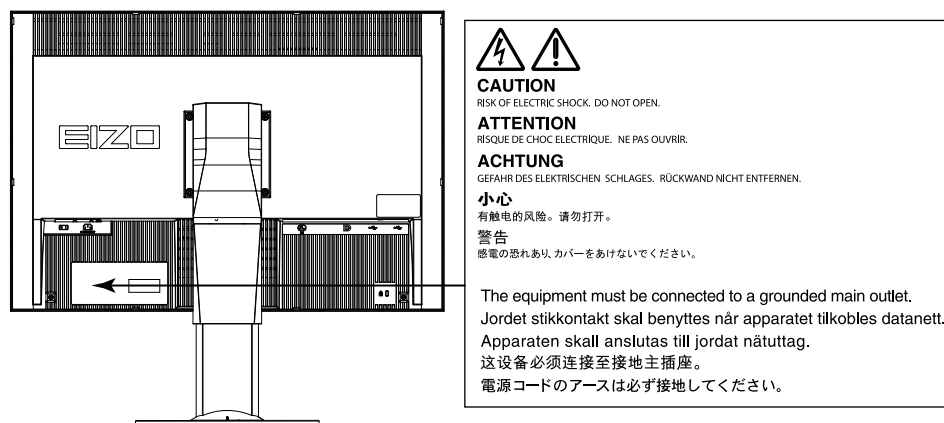 EIZO
CAUTION
RISK OF ELECTRIC SHOCK. DO NOT OPEN.
ATTENTION
RISQUE DE CHOC ELECTRIQUE. NE PAS OUVRIR.
ACHTUNG
GEFAHR DES ELEKTRISCHEN SCHLAGES. RÜCKWAND NICHT ENTFERNEN.
小心
有触电的风险。请勿打开。
警告
感電の恐れあり、カバーをあけないでください。
The equipment must be connected to a grounded main outlet.
Jordet stikkontakt skal benyttes når apparatet tilkobles datanett.
Apparaten skall anslutas till jordat nätuttag.
这设备必须连接至接地主插座。
電源コードのアースは必ず接地してください。